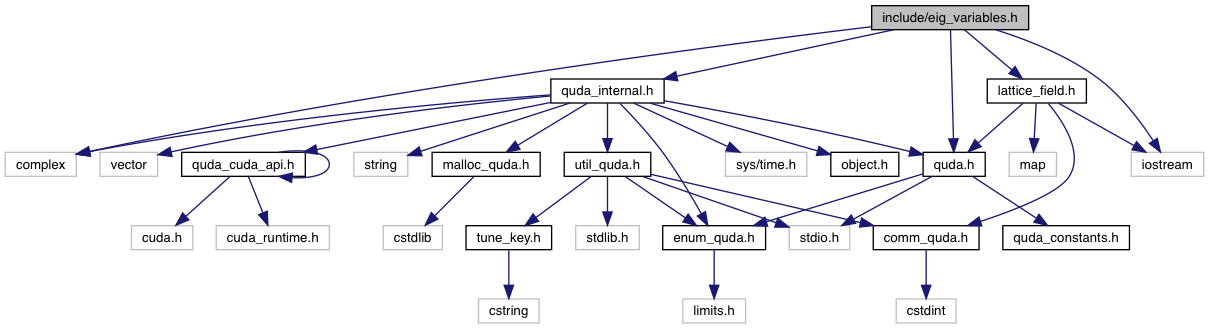 include/eig_variables.h
quda_internal.h
lattice_field.h
complex
vector
quda_cuda_api.h
string
malloc_quda.h
util_quda.h
sys/time.h
object.h
quda.h
map
iostream
cuda.h
cuda_runtime.h
cstdlib
tune_key.h
stdlib.h
enum_quda.h
stdio.h
comm_quda.h
quda_constants.h
cstring
limits.h
cstdint